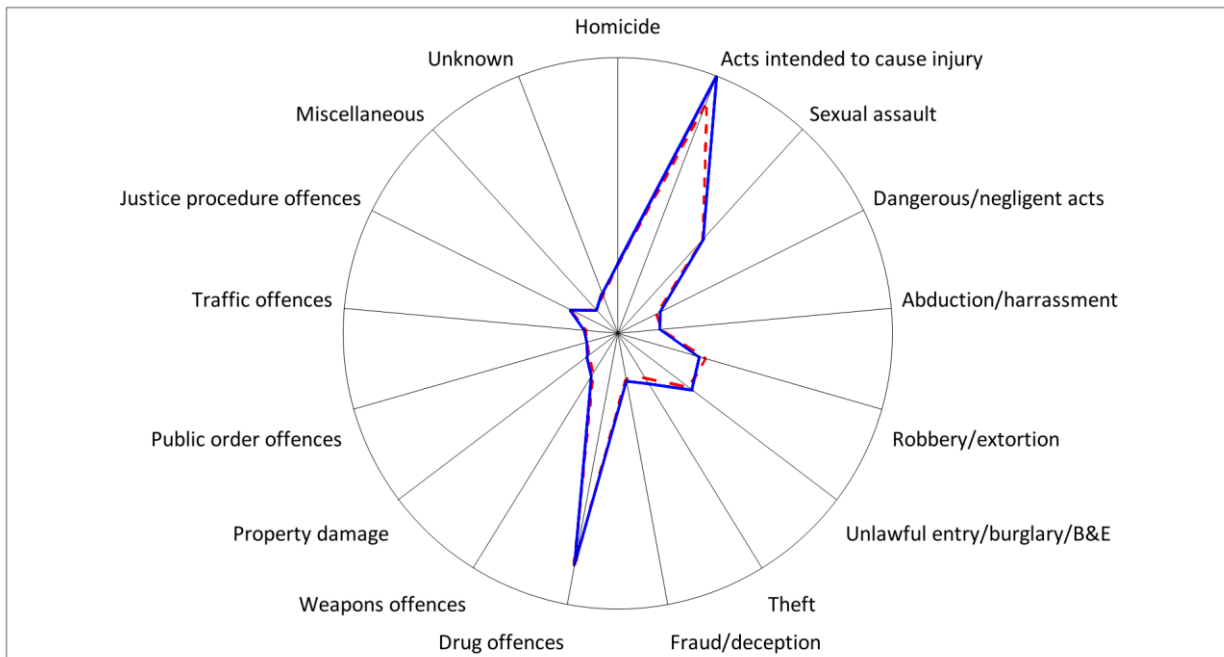 Homicide
Unknown
Acts intended to cause injury
Miscellaneous
Sexual assault
Justice procedure offences
Dangerous/negligent acts
Traffic offences
Abduction/harrassment
Public order offences
Robbery/extortion
Property damage
Unlawful entry/burglary/B&E
Weapons offences
Theft
Drug offences
Fraud/deception